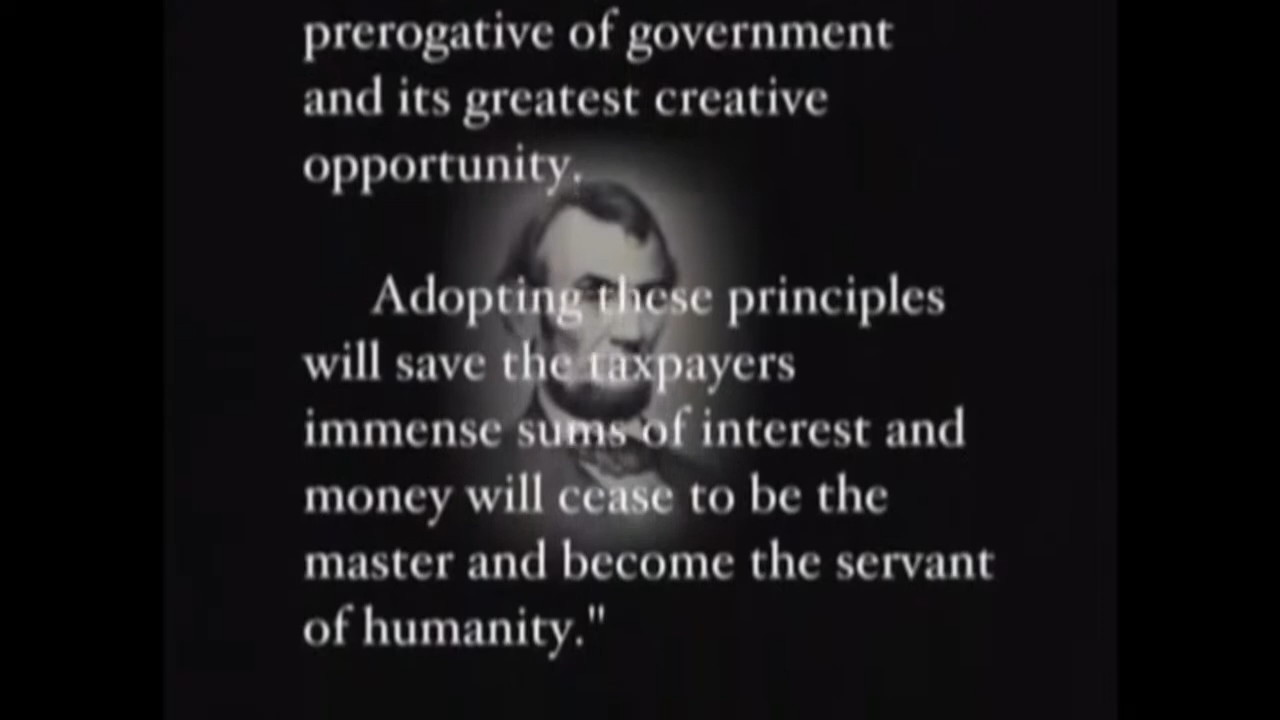 prerogative of government
and its greatest creative
opportunity.
Adopting these principles
will save the taxpayers
immense sums of interest and
money will cease to be the
master and become the servant
of humanity."